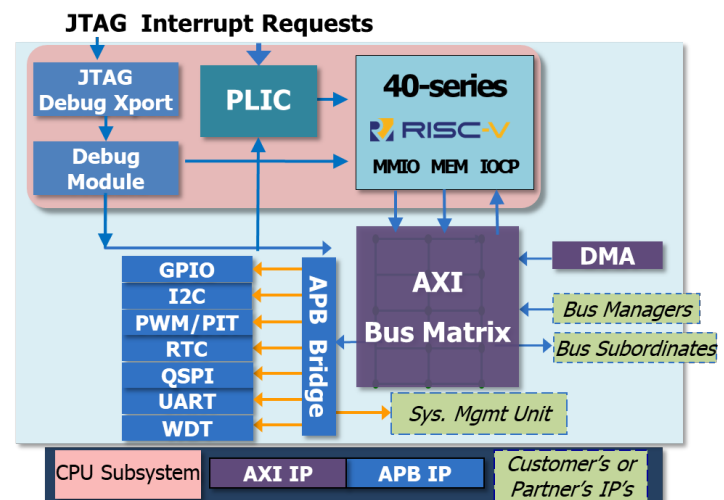 JTAG Interrupt Requests
JTAG
Debug Xport
PLIC
40-series
RISC-V
MMIO MEM IOCP
Debug
Module
GPIO
I2C
PWM/PIT
RTC
QSPI
UART
WDT
APB Bridge
AXI
Bus Matrix
DMA
Bus Managers
Bus Subordinates
Sys. Mgmt Unit
CPU Subsystem
AXI IP
APB IP
Customer's or
Partner's IP's